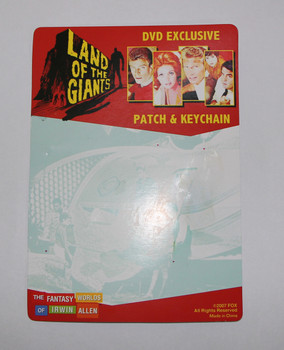 LAND
OF THE
GIANTS
DVD EXCLUSIVE
PATCH & KEYCHAIN
THE FANTASY WORLDS
OF IRWIN ALLEN
©2007 FOX
All Rights Reserved
Made in China